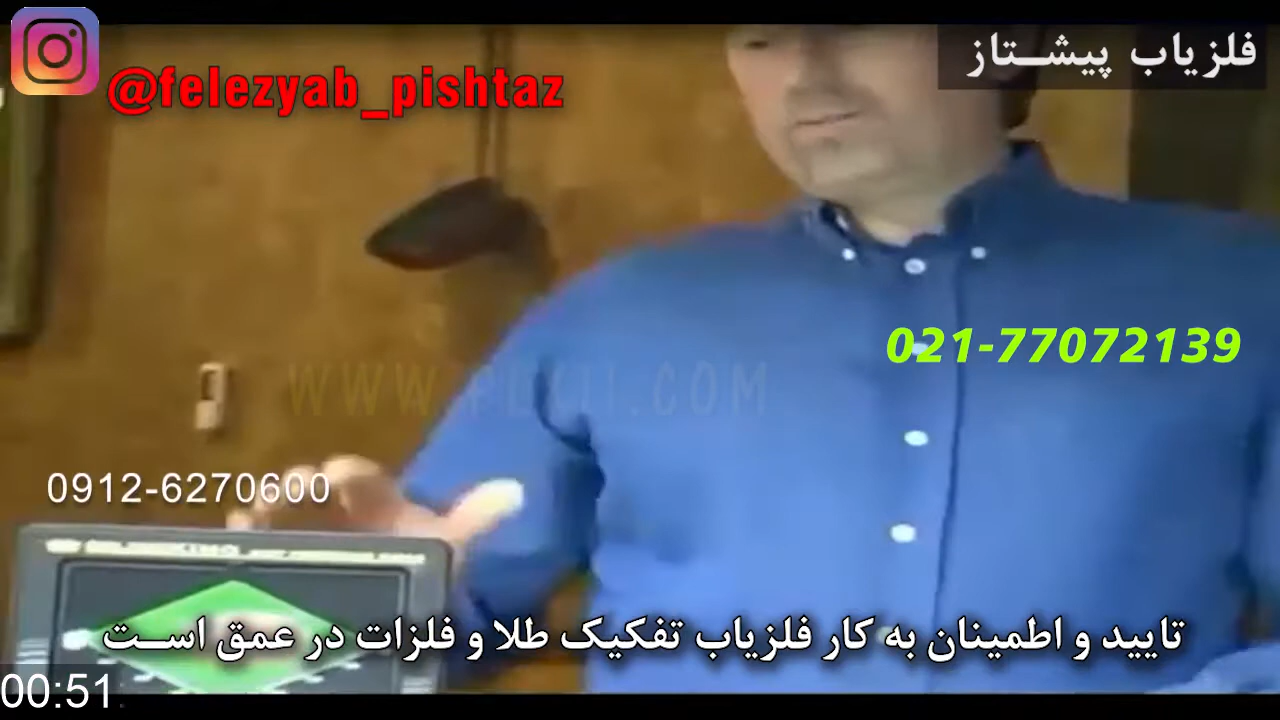 فلزیاب پیشتاز
@felezyab_pishtaz
021-77072139
0912-6270600
تایید و اطمینان به کار فلزیاب تفکیک طلا و فلزات در عمق است
00:51